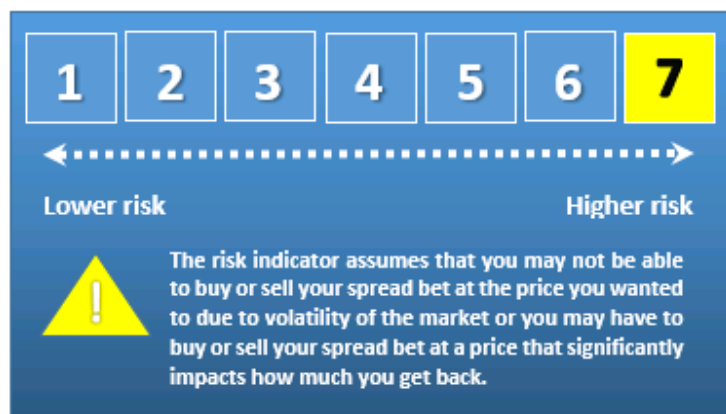 1 2 3 4 5 6 7
Lower risk Higher risk
!
The risk indicator assumes that you may not be able
to buy or sell your spread bet at the price you wanted
to due to volatility of the market or you may have to
buy or sell your spread bet at a price that significantly
impacts how much you get back.